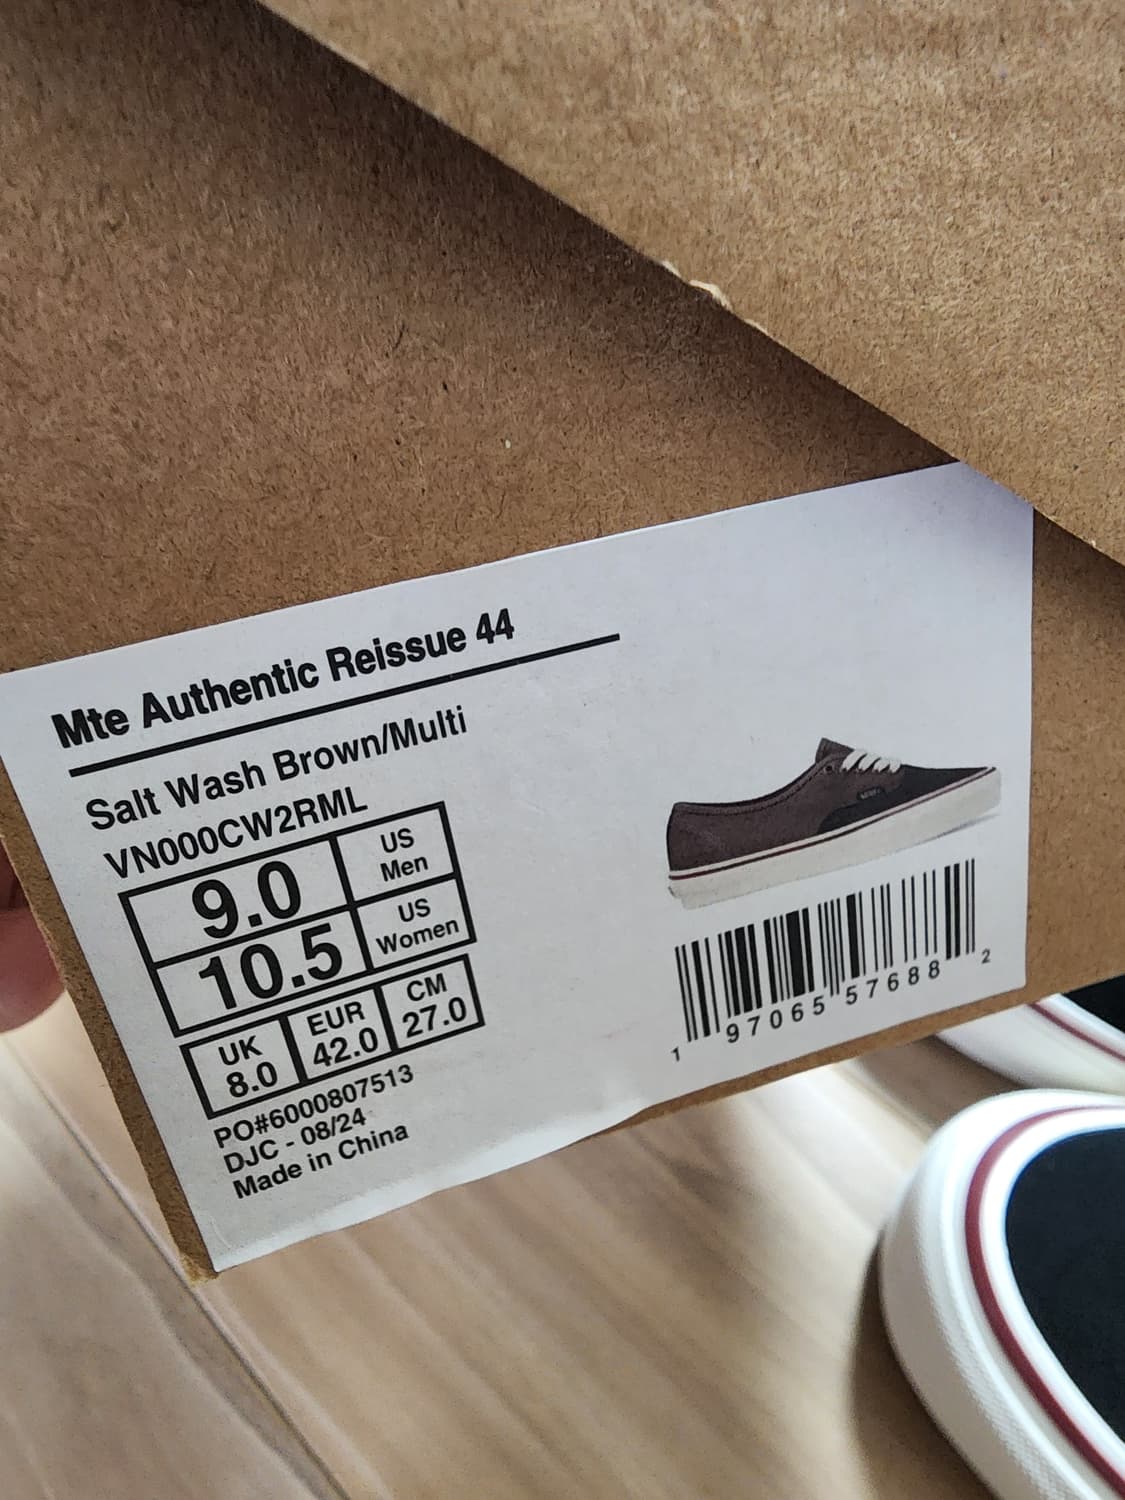 Mte Authentic Reissue 44
Salt Wash Brown/Multi
VN000CW2RML
9.0 US Men
10.5 US Women
UK 8.0 EUR 42.0 CM 27.0
PO#6000807513
DJC - 08/24
Made in China
1 97065 57688 2